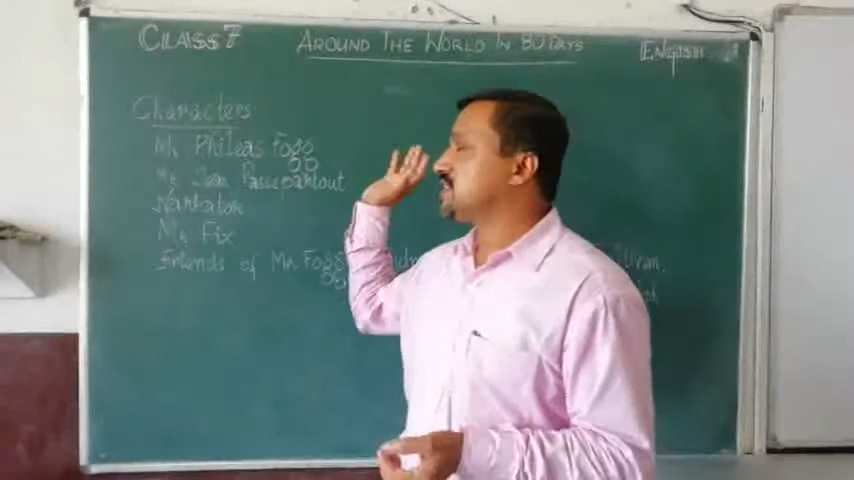 CLASS 7
AROUND THE WORLD IN 80 DAYS
ENGLISH
Characters
Mr Phileas Fogg
Mr Jean Passepartout
Narrator
Mr Fix
Friends of Mr Fogg